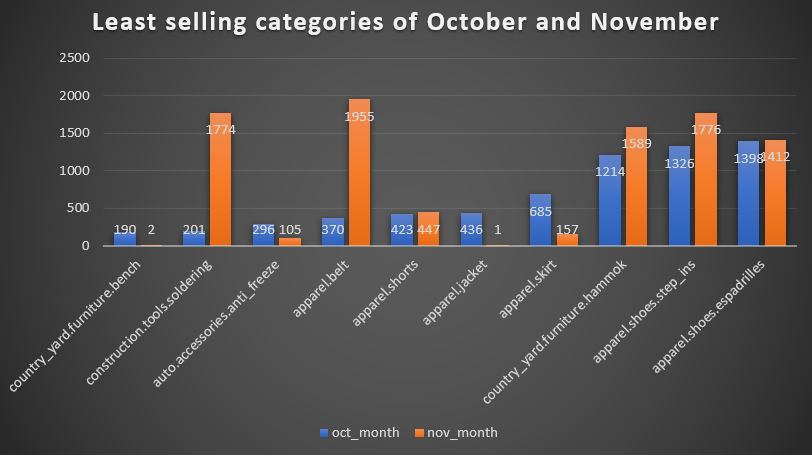 Least selling categories of October and November
2500
2000
1500
1000
500
0
190 2
201 1774
296 105
370 1955
423 447
436 1
685 157
1214 1589
1326 1776
1398 1412
country_yard.furniture.bench
construction.tools.soldering
auto.accessories.anti_freeze
apparel.belt
apparel.shorts
apparel.jacket
apparel.skirt
country_yard.furniture.hammok
apparel.shoes.step_ins
apparel.shoes.espadrilles
oct_month nov_month